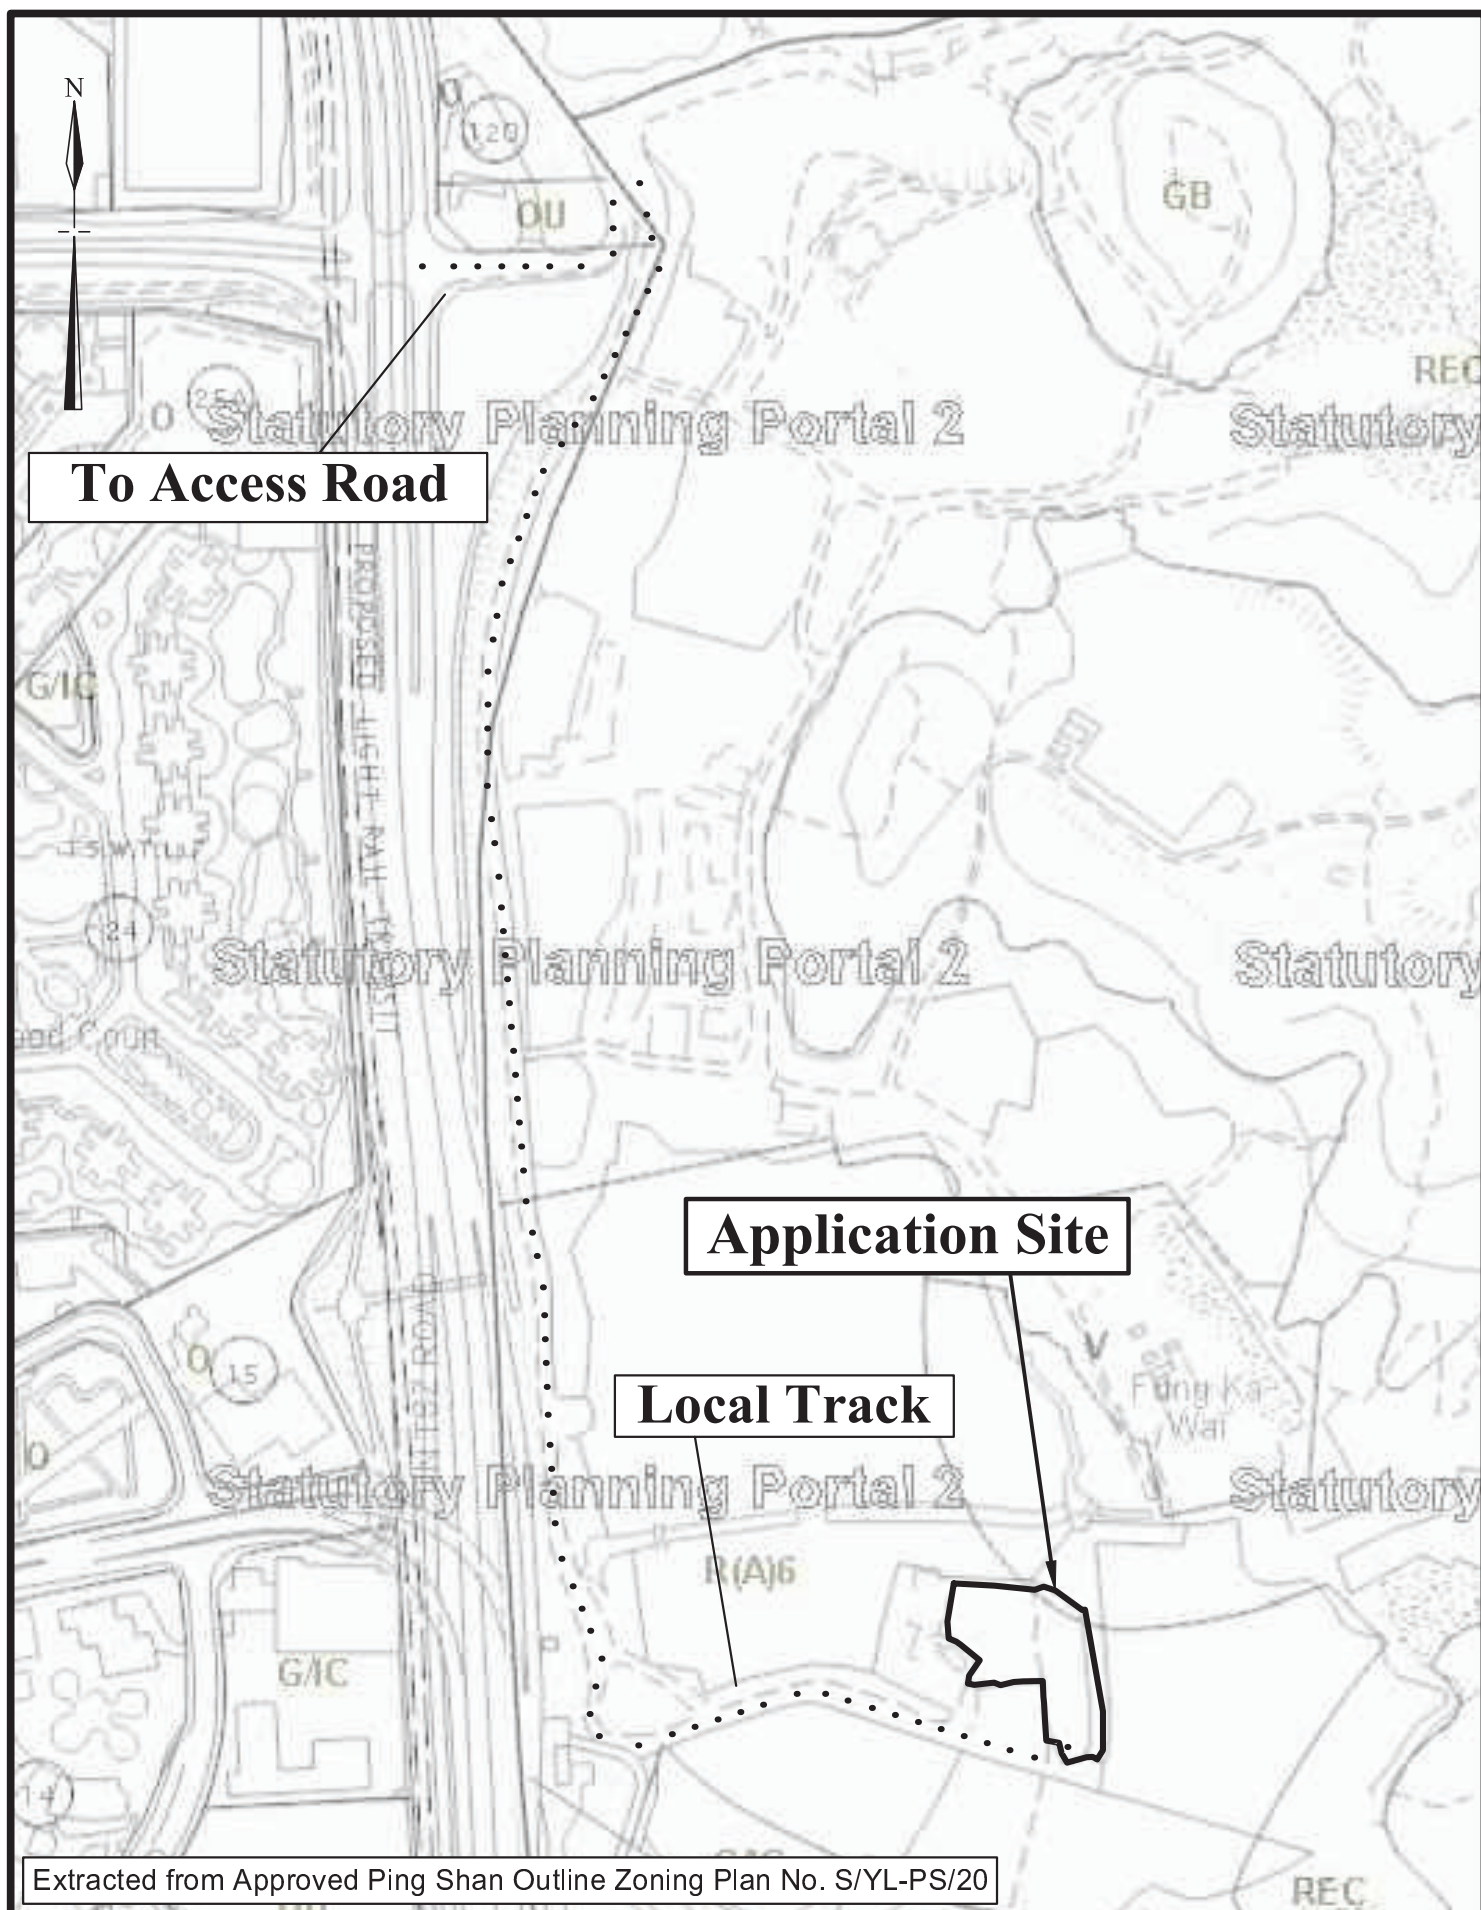 N
120
OU
GB
REC
25A
O
Statutory Planning Portal 2
Statutory
To Access Road
PROPOSED LIGHT RAIL TRANSIT
G/IC
24
Statutory Planning Portal 2
Statutory
Application Site
O
15
V
Fung Ka
Wai
Local Track
O
Statutory Planning Portal 2
Statutory
R(A)6
G/IC
14
Extracted from Approved Ping Shan Outline Zoning Plan No. S/YL-PS/20
REC